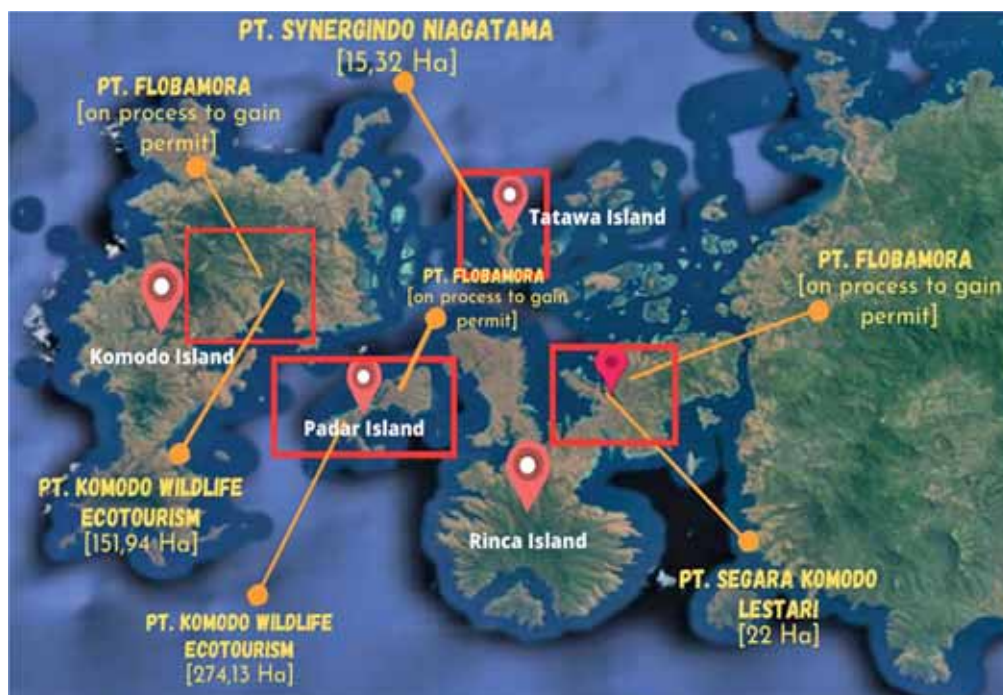 PT. SYNERGINDO NIAGATAMA
[15,32 Ha]
PT. FLOBAMORA
[on process to gain
permit]
Tatawa Island
PT. FLOBAMORA
[on process to gain
permit]
PT. FLOBAMORA
[on process to gain
permit]
Komodo Island
Padar Island
PT. KOMODO WILDLIFE
ECOTOURISM
[151,94 Ha]
Rinca Island
PT. SEGARA KOMODO
LESTARI
[22 Ha]
PT. KOMODO WILDLIFE
ECOTOURISM
[274,13 Ha]